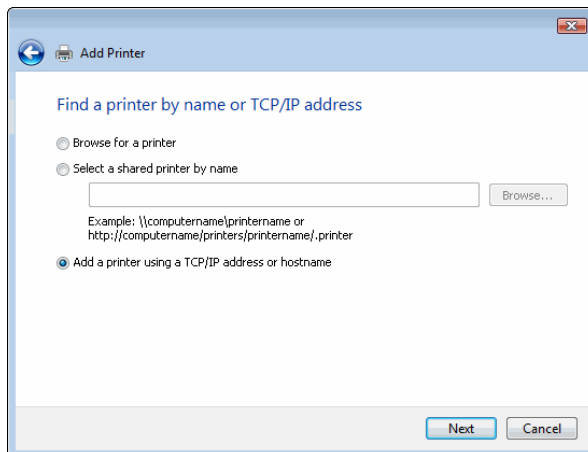 Add Printer
Find a printer by name or TCP/IP address
Browse for a printer
Select a shared printer by name
Browse...
Example: \\computername\printername or
http://computername/printers/printername/.printer
Add a printer using a TCP/IP address or hostname
Next Cancel